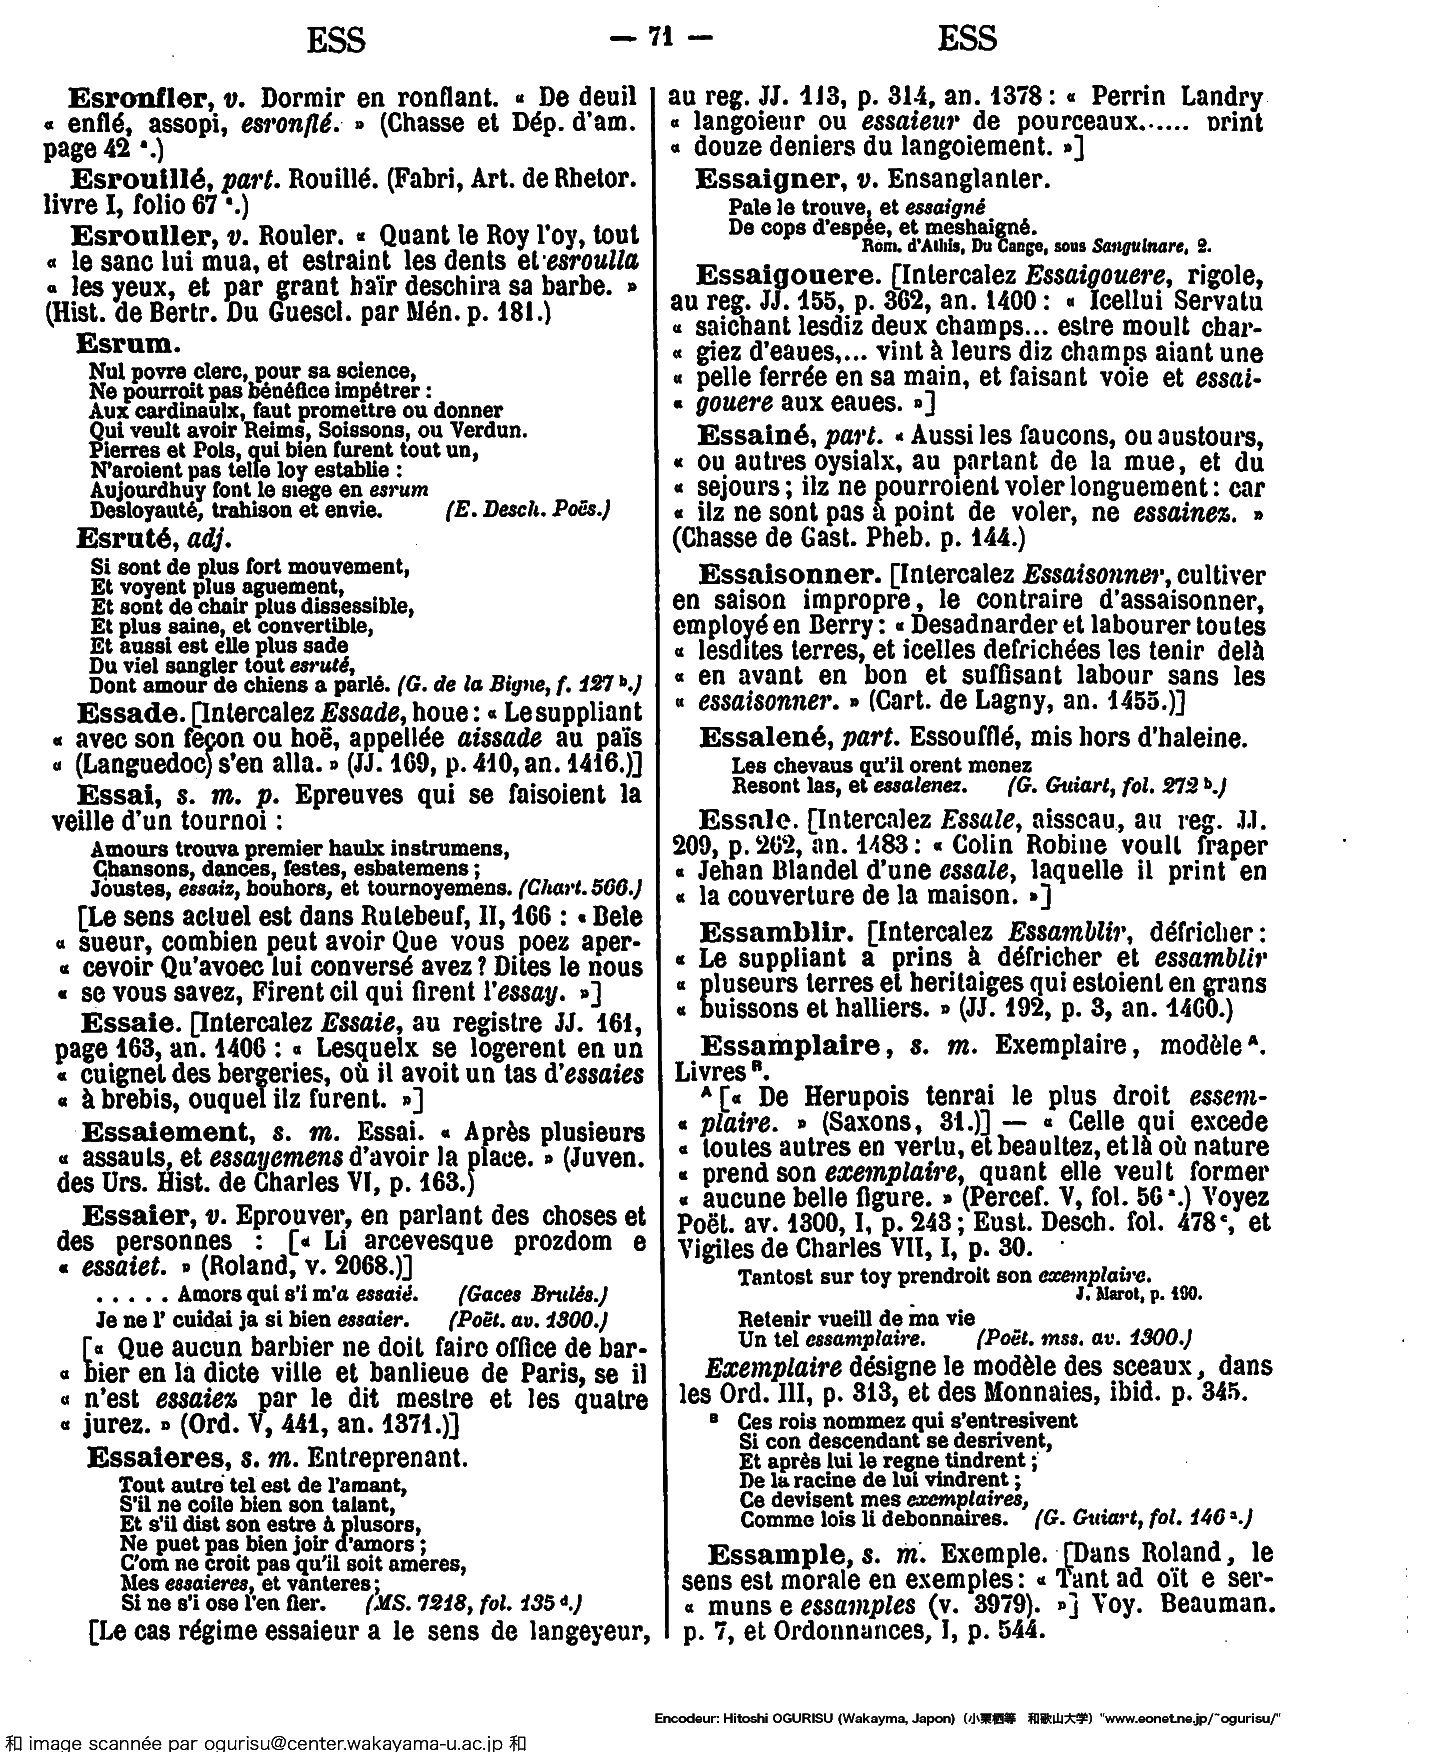 ESS
— 71 —
ESS
Esronfler, v. Dormir en ronflant. « De deuil
« enflé, assopi, esronflé. » (Chasse et Dép. d'am.
page 42 ª.)
Esrouillé, part. Rouillé. (Fabri, Art. de Rhetor.
livre I, folio 67 ª.)
Esrouller, v. Rouler. « Quant le Roy l'oy, tout
« le sanc lui mua, et estraint les dents et esroulla
« les yeux, et par grant haïr deschira sa barbe. »
(Hist. de Bertr. Du Guescl. par Mén. p. 181.)
Esrum.
Nul povre clerc, pour sa science,
Ne pourroit pas bénéfice impétrer :
Aux cardinaulx, faut promettre ou donner
Qui veult avoir Reims, Soissons, ou Verdun.
Pierres et Pols, qui bien furent tout un,
N'aroient pas telle loy establie :
Aujourdhuy font le siege en esrum
Desloyauté, trahison et envie. (E. Desch. Poës.)
Esruté, adj.
Si sont de plus fort mouvement,
Et voyent plus aguement,
Et sont de chair plus dissessible,
Et plus saine, et convertible,
Et aussi est elle plus sade
Du viel sangler tout esruté,
Dont amour de chiens a parlé. (G. de la Bigne, f. 127 b.)
Essade. [Intercalez Essade, houe : « Le suppliant
« avec son feçon ou hoë, appellée aissade au païs
« (Languedoc) s'en alla. » (JJ. 169, p. 410, an. 1416.)]
Essai, s. m. p. Epreuves qui se faisoient la
veille d'un tournoi :
Amours trouva premier haulx instrumens,
Chansons, dances, festes, esbatemens ;
Joustes, essaiz, bouhors, et tournoyemens. (Chart. 566.)
[Le sens actuel est dans Rutebeuf, II, 166 : « Bele
« sueur, combien peut avoir Que vous poez aper-
« cevoir Qu'avoec lui conversé avez ? Dites le nous
« se vous savez, Firent cil qui firent l'essay. »]
Essaie. [Intercalez Essaie, au registre JJ. 161,
page 163, an. 1406 : « Lesquelx se logerent en un
« cuignet des bergeries, où il avoit un tas d'essaies
« à brebis, ouquel ilz furent. »]
Essaiement, s. m. Essai. « Après plusieurs
« assauts, et essayemens d'avoir la place. » (Juven.
des Urs. Hist. de Charles VI, p. 163.)
Essaier, v. Eprouver, en parlant des choses et
des personnes : [« Li arcevesque prozdom e
« essaiet. » (Roland, v. 2068.)]
. . . . . Amors qui s'i m'a essaié. (Gaces Brulés.)
Je ne l' cuidai ja si bien essaier. (Poët. av. 1300.)
[« Que aucun barbier ne doit faire office de bar-
« bier en la dicte ville et banlieue de Paris, se il
« n'est essaiez par le dit mestre et les quatre
« jurez. » (Ord. V, 441, an. 1371.)]
Essaieres, s. m. Entreprenant.
Tout autre tel est de l'amant,
S'il ne coile bien son talant,
Et s'il dist son estre à plusors,
Ne puet pas bien joir d'amors ;
C'om ne croit pas qu'il soit ameres,
Mes essaieres, et vanteres ;
Si ne s'i ose l'en fier. (MS. 7218, fol. 135 d.)
[Le cas régime essaieur a le sens de langeyeur,
au reg. JJ. 113, p. 314, an. 1378 : « Perrin Landry
« langoieur ou essaieur de pourceaux...... print
« douze deniers du langoiement. »]
Essaigner, v. Ensanglanter.
Pale le trouve, et essaigné
De cops d'espée, et meshaigné.
Rom. d'Athis, Du Cange, sous Sanguinare, 2.
Essaigouere. [Intercalez Essaigouere, rigole,
au reg. JJ. 155, p. 362, an. 1400 : « Icellui Servatu
« saichant lesdiz deux champs... estre moult char-
« giez d'eaues,... vint à leurs diz champs aiant une
« pelle ferrée en sa main, et faisant voie et essai-
« gouere aux eaues. »]
Essainé, part. « Aussi les faucons, ou austours,
« ou autres oysialx, au partant de la mue, et du
« sejours ; ilz ne pourroient voler longuement : car
« ilz ne sont pas à point de voler, ne essainez. »
(Chasse de Gast. Pheb. p. 144.)
Essaisonner. [Intercalez Essaisonner, cultiver
en saison impropre, le contraire d'assaisonner,
employé en Berry : « Desadnarder et labourer toutes
« lesdites terres, et icelles defrichées les tenir delà
« en avant en bon et suffisant labour sans les
« essaisonner. » (Cart. de Lagny, an. 1455.)]
Essalené, part. Essoufflé, mis hors d'haleine.
Les chevaus qu'il orent monez
Resont las, et essalenez. (G. Guiart, fol. 272 b.)
Essale. [Intercalez Essale, aisseau, au reg. JJ.
209, p. 262, an. 1483 : « Colin Robine voult fraper
« Jehan Blandel d'une essale, laquelle il print en
« la couverture de la maison. »]
Essamblir. [Intercalez Essamblir, défricher :
« Le suppliant a prins à défricher et essamblir
« pluseurs terres et heritaiges qui estoient en grans
« buissons et halliers. » (JJ. 192, p. 3, an. 1460.)
Essamplaire, s. m. Exemplaire, modèle A.
Livres B.
A [« De Herupois tenrai le plus droit essem-
« plaire. » (Saxons, 31.)] — « Celle qui excede
« toutes autres en vertu, et beaultez, et là où nature
« prend son exemplaire, quant elle veult former
« aucune belle figure. » (Percef. V, fol. 56 ª.) Voyez
Poët. av. 1300, I, p. 243 ; Eust. Desch. fol. 478 c, et
Vigiles de Charles VII, I, p. 30.
Tantost sur toy prendroit son exemplaire.
J. Marot, p. 190.
Retenir vueill de ma vie
Un tel essamplaire. (Poët. mss. av. 1300.)
Exemplaire désigne le modèle des sceaux, dans
les Ord. III, p. 313, et des Monnaies, ibid. p. 345.
B Ces rois nommez qui s'entresivent
Si con descendant se desrivent,
Et après lui le regne tindrent ;
De la racine de lui vindrent ;
Ce devisent mes exemplaires,
Comme lois li debonnaires. (G. Guiart, fol. 146 ª.)
Essample, s. m. Exemple. [Dans Roland, le
sens est morale en exemples : « Tant ad oït e ser-
« muns e essamples (v. 3979). »] Voy. Beauman.
p. 7, et Ordonnances, I, p. 544.
Encodeur: Hitoshi OGURISU (Wakayma, Japon) (小栗栖等 和歌山大学) "www.eonet.ne.jp/~ogurisu/"
和 image scannée par ogurisu@center.wakayama-u.ac.jp 和